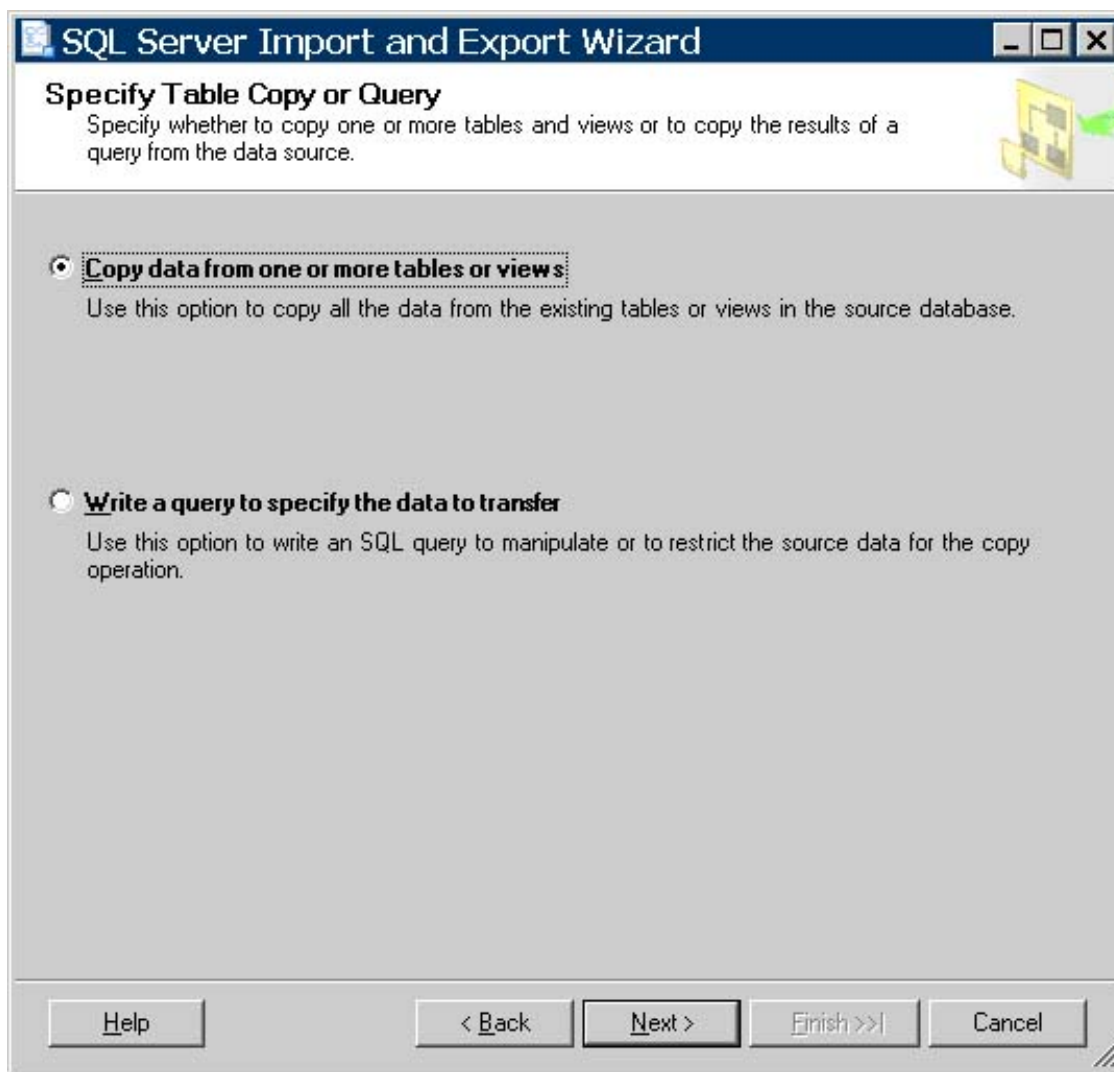 SQL Server Import and Export Wizard
Specify Table Copy or Query
Specify whether to copy one or more tables and views or to copy the results of a
query from the data source.
Copy data from one or more tables or views
Use this option to copy all the data from the existing tables or views in the source database.
Write a query to specify the data to transfer
Use this option to write an SQL query to manipulate or to restrict the source data for the copy
operation.
Help < Back Next > Finish >>| Cancel